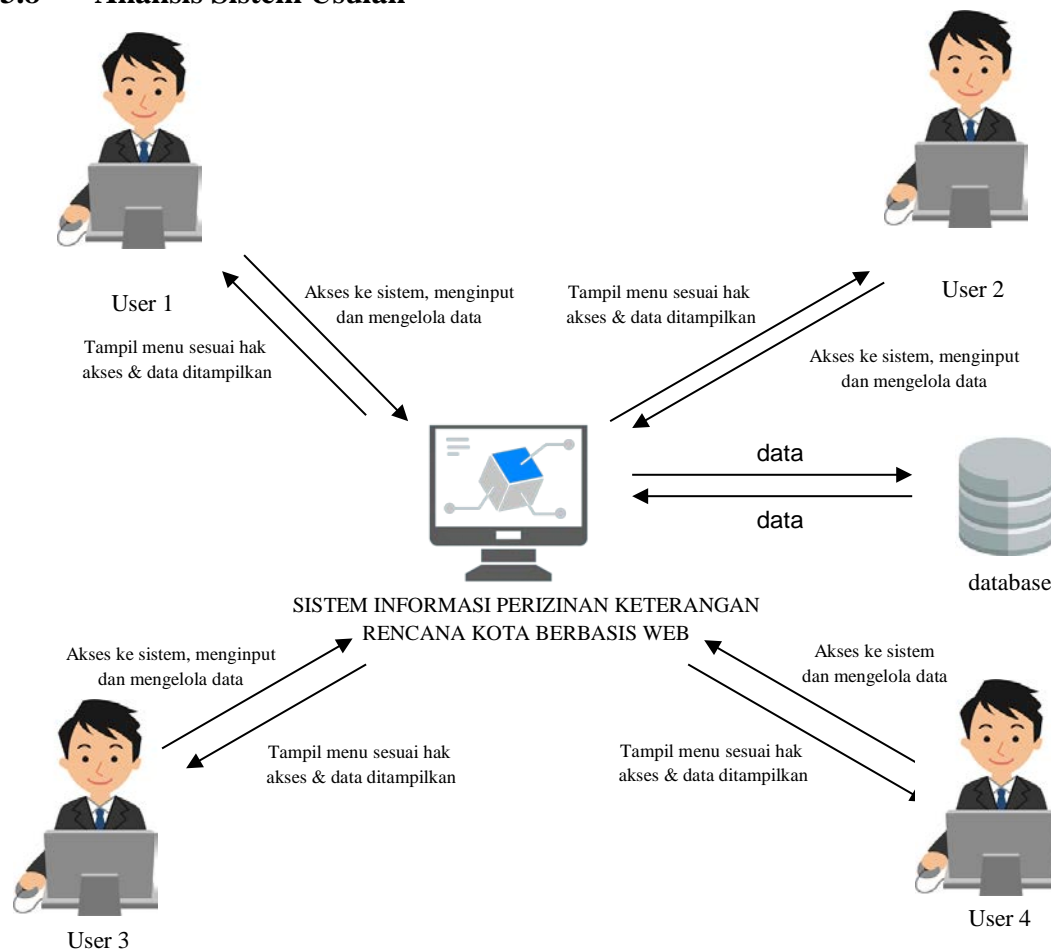 Analisis Sistem Usulan
User 1
User 2
Akses ke sistem, menginput
dan mengelola data
Tampil menu sesuai hak
akses & data ditampilkan
Tampil menu sesuai hak
akses & data ditampilkan
Akses ke sistem, menginput
dan mengelola data
data
data
database
SISTEM INFORMASI PERIZINAN KETERANGAN
RENCANA KOTA BERBASIS WEB
Akses ke sistem, menginput
dan mengelola data
Akses ke sistem
dan mengelola data
Tampil menu sesuai hak
akses & data ditampilkan
Tampil menu sesuai hak
akses & data ditampilkan
User 3
User 4